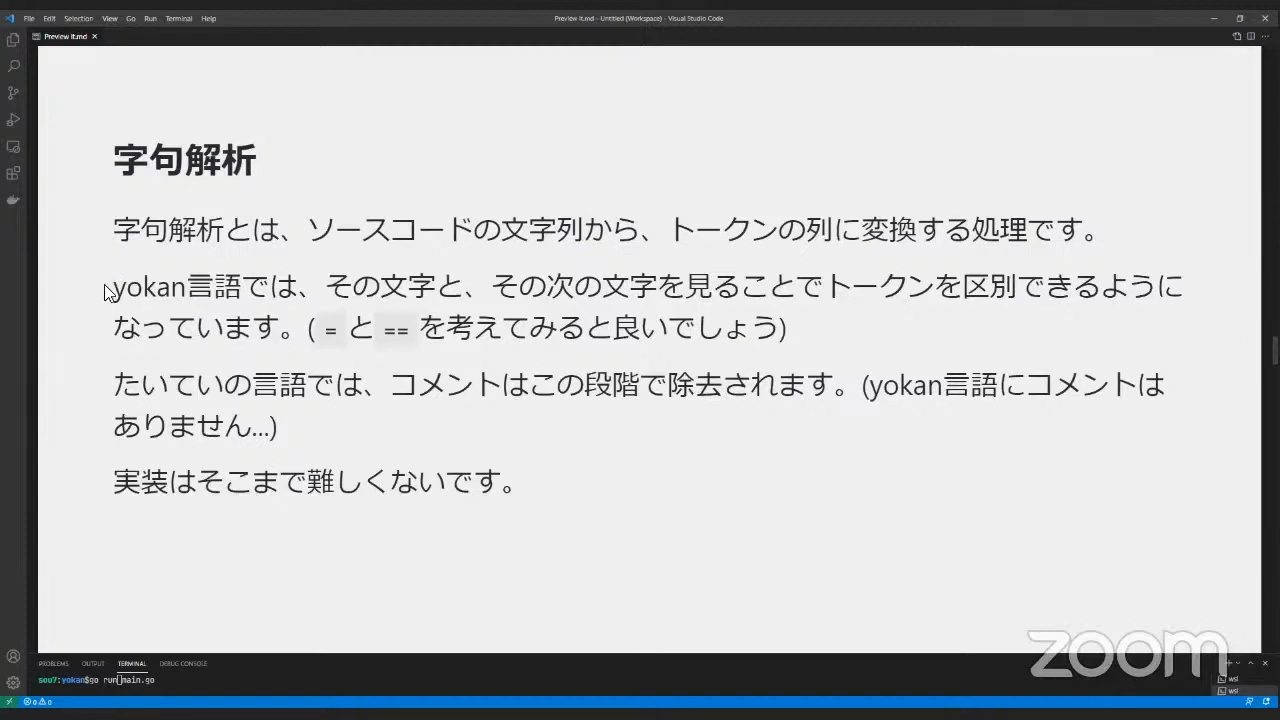 File Edit Selection View Go Run Terminal Help
Preview lt.md - Untitled (Workspace) - Visual Studio Code
Preview lt.md
字句解析
字句解析とは、ソースコードの文字列から、トークンの列に変換する処理です。
yokan言語では、その文字と、その次の文字を見ることでトークンを区別できるように
なっています。( = と == を考えてみると良いでしょう)
たいていの言語では、コメントはこの段階で除去されます。(yokan言語にコメントは
ありません...)
実装はそこまで難しくないです。
zoom
PROBLEMS OUTPUT TERMINAL DEBUG CONSOLE
sou7:yokan$go run main.go
wsl
wsl
0 0